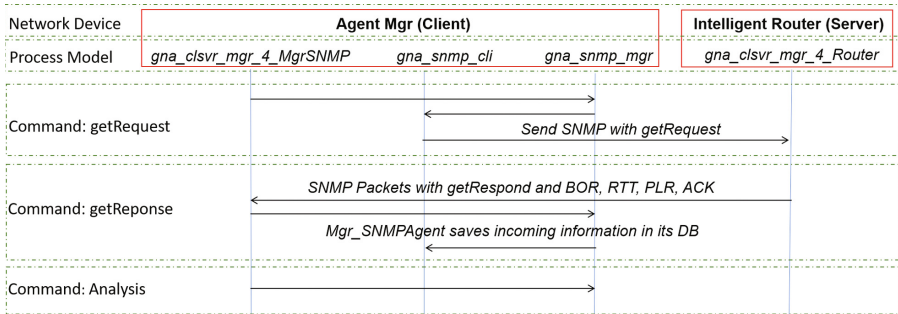 Network Device Agent Mgr (Client) Intelligent Router (Server)
Process Model gna_clsvr_mgr_4_MgrSNMP gna_snmp_cli gna_snmp_mgr gna_clsvr_mgr_4_Router
Command: getRequest
Send SNMP with getRequest
SNMP Packets with getRespond and BOR, RTT, PLR, ACK
Command: getReponse
Mgr_SNMPAgent saves incoming information in its DB
Command: Analysis